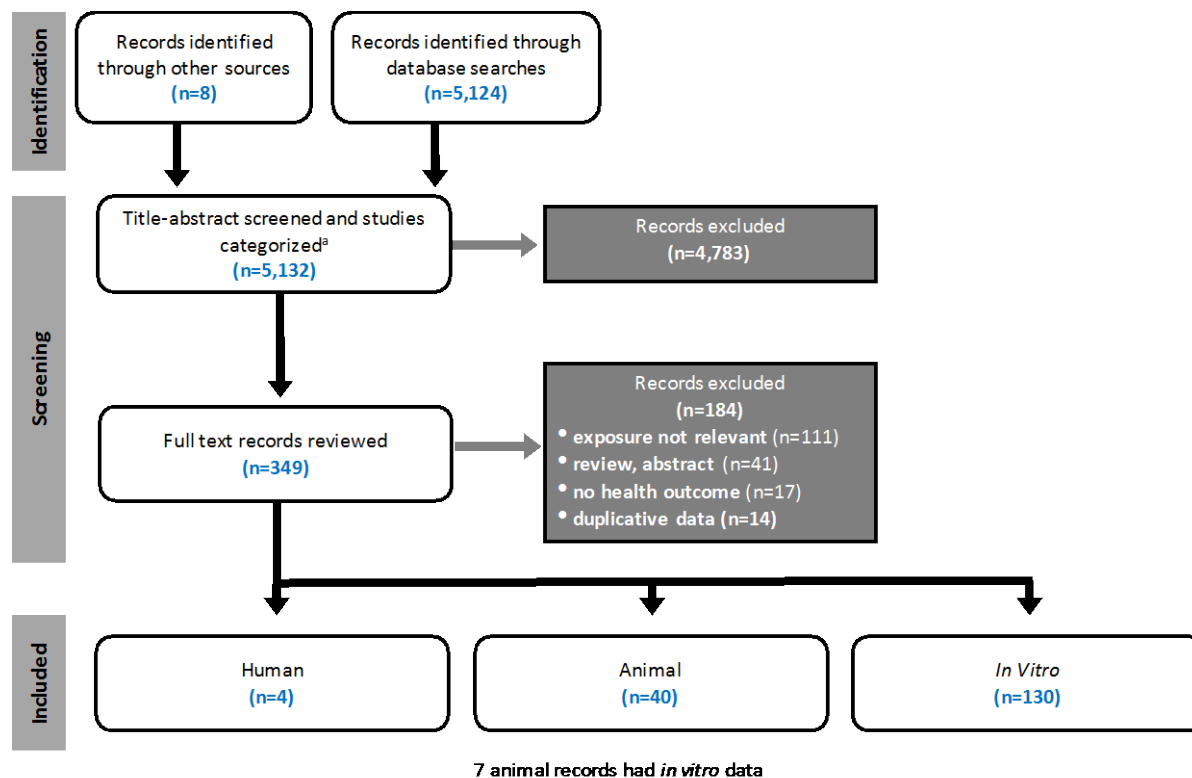 Identification
Records identified
through other sources
(n=8)
Records identified through
database searches
(n=5,124)
Screening
Title-abstract screened and studies
categorizedᵃ
(n=5,132)
Records excluded
(n=4,783)
Full text records reviewed
(n=349)
Records excluded
(n=184)
• exposure not relevant (n=111)
• review, abstract (n=41)
• no health outcome (n=17)
• duplicative data (n=14)
Included
Human
(n=4)
Animal
(n=40)
In Vitro
(n=130)
7 animal records had in vitro data